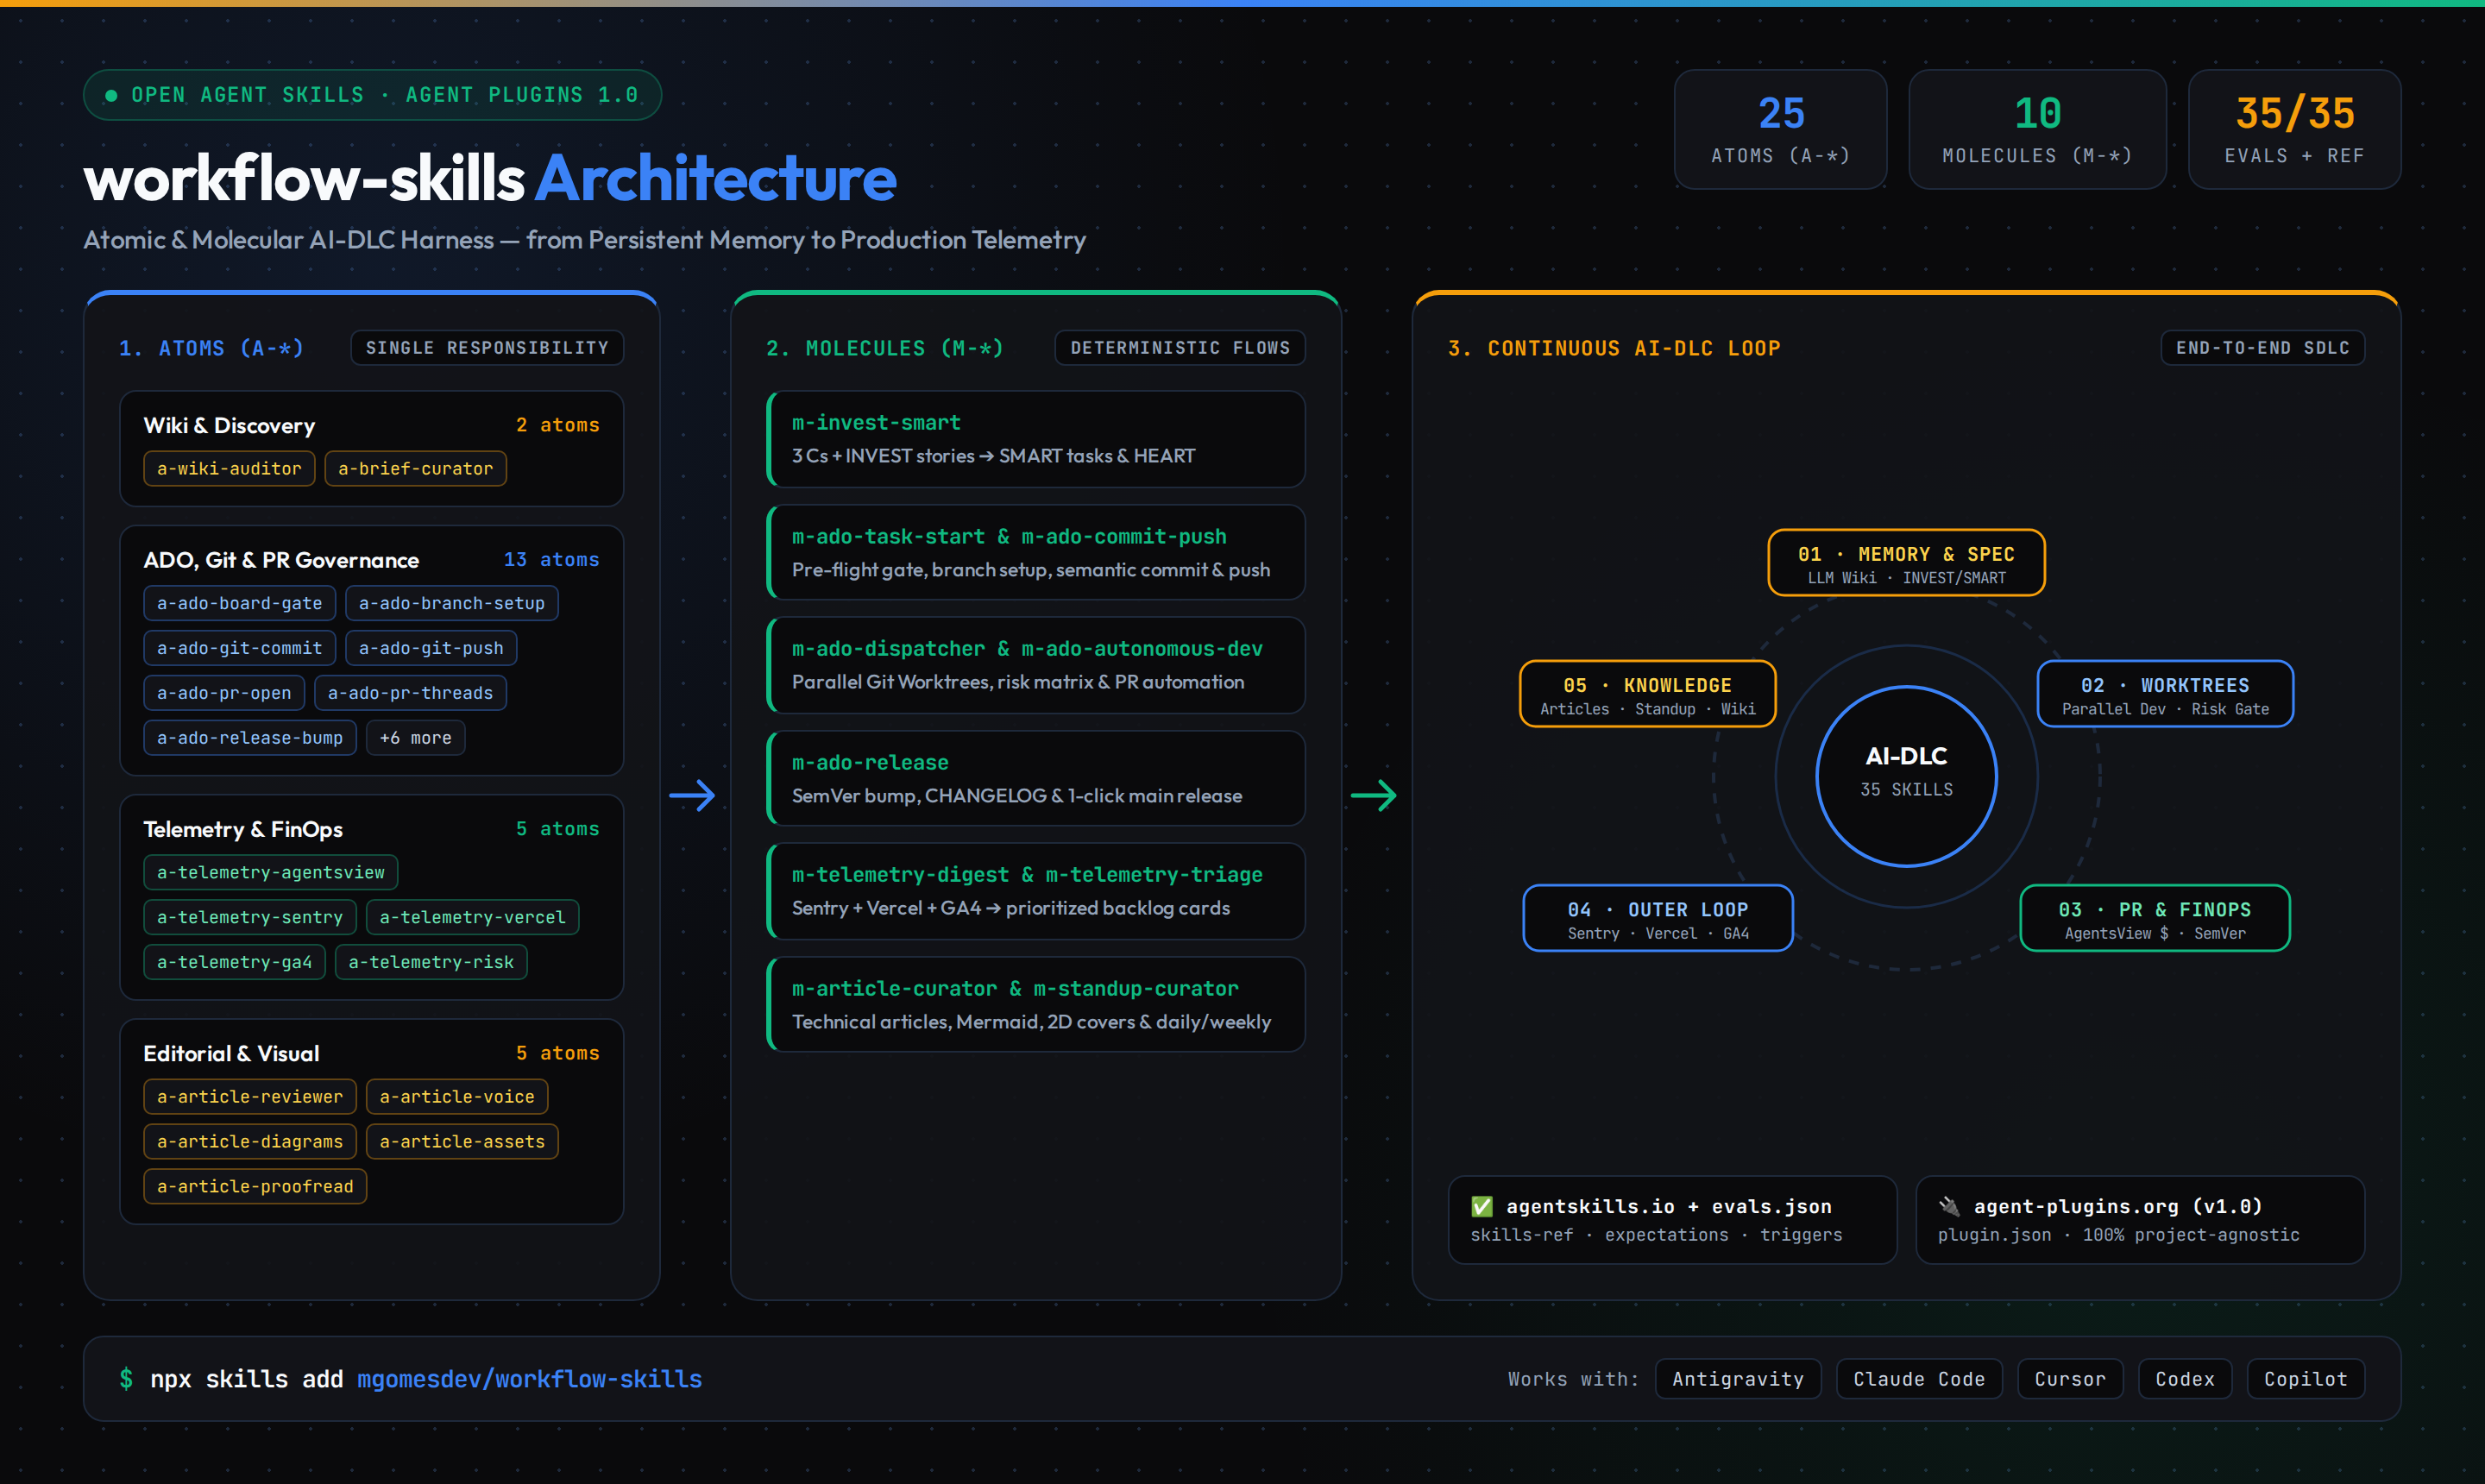 OPEN AGENT SKILLS · AGENT PLUGINS 1.0
workflow-skills Architecture
Atomic & Molecular AI-DLC Harness — from Persistent Memory to Production Telemetry
25
ATOMS (A-*)
10
MOLECULES (M-*)
35/35
EVALS + REF
1. ATOMS (A-*)
SINGLE RESPONSIBILITY
Wiki & Discovery
2 atoms
a-wiki-auditor
a-brief-curator
ADO, Git & PR Governance
13 atoms
a-ado-board-gate
a-ado-branch-setup
a-ado-git-commit
a-ado-git-push
a-ado-pr-open
a-ado-pr-threads
a-ado-release-bump
+6 more
Telemetry & FinOps
5 atoms
a-telemetry-agentsview
a-telemetry-sentry
a-telemetry-vercel
a-telemetry-ga4
a-telemetry-risk
Editorial & Visual
5 atoms
a-article-reviewer
a-article-voice
a-article-diagrams
a-article-assets
a-article-proofread
2. MOLECULES (M-*)
DETERMINISTIC FLOWS
m-invest-smart
3 Cs + INVEST stories → SMART tasks & HEART
m-ado-task-start & m-ado-commit-push
Pre-flight gate, branch setup, semantic commit & push
m-ado-dispatcher & m-ado-autonomous-dev
Parallel Git Worktrees, risk matrix & PR automation
m-ado-release
SemVer bump, CHANGELOG & 1-click main release
m-telemetry-digest & m-telemetry-triage
Sentry + Vercel + GA4 → prioritized backlog cards
m-article-curator & m-standup-curator
Technical articles, Mermaid, 2D covers & daily/weekly
3. CONTINUOUS AI-DLC LOOP
END-TO-END SDLC
01 · MEMORY & SPEC
LLM Wiki · INVEST/SMART
05 · KNOWLEDGE
Articles · Standup · Wiki
02 · WORKTREES
Parallel Dev · Risk Gate
AI-DLC
35 SKILLS
04 · OUTER LOOP
Sentry · Vercel · GA4
03 · PR & FINOPS
AgentsView $ · SemVer
✅ agentskills.io + evals.json
skills-ref · expectations · triggers
🔌 agent-plugins.org (v1.0)
plugin.json · 100% project-agnostic
$ npx skills add mgomesdev/workflow-skills
Works with:
Antigravity
Claude Code
Cursor
Codex
Copilot